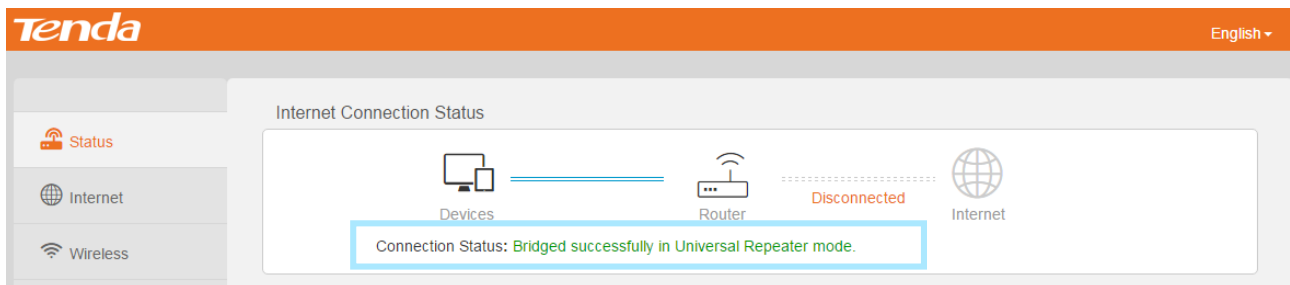 Tenda
English
Internet Connection Status
Status
Internet
Wireless
Disconnected
Devices
Router
Internet
Connection Status: Bridged successfully in Universal Repeater mode.